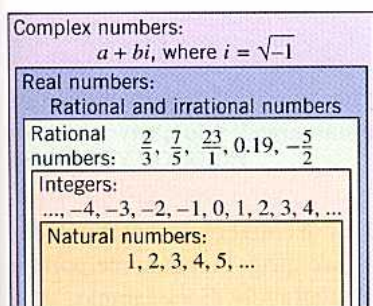 Complex numbers:
a + bi, where i = √−1
Real numbers:
Rational and irrational numbers
Rational numbers: 2/3, 7/5, 23/1, 0.19, −5/2
Integers:
..., −4, −3, −2, −1, 0, 1, 2, 3, 4, ...
Natural numbers:
1, 2, 3, 4, 5, ...